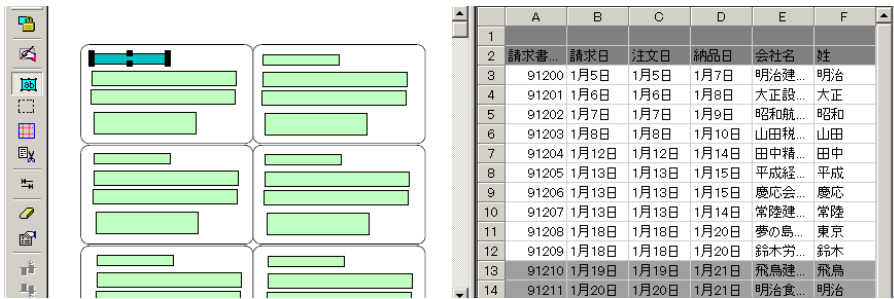 A B C D E F
1
2 請求書... 請求日 注文日 納品日 会社名 姓
3 91200 1月5日 1月5日 1月7日 明治建... 明治
4 91201 1月6日 1月6日 1月8日 大正設... 大正
5 91202 1月7日 1月7日 1月9日 昭和航... 昭和
6 91203 1月8日 1月8日 1月10日 山田税... 山田
7 91204 1月12日 1月12日 1月14日 田中精... 田中
8 91205 1月13日 1月13日 1月15日 平成経... 平成
9 91206 1月13日 1月13日 1月15日 慶応会... 慶応
10 91207 1月13日 1月13日 1月14日 常陸建... 常陸
11 91208 1月18日 1月18日 1月20日 夢の島... 東京
12 91209 1月18日 1月18日 1月20日 鈴木労... 鈴木
13 91210 1月19日 1月19日 1月21日 飛鳥建... 飛鳥
14 91211 1月20日 1月20日 1月21日 明治食... 明治